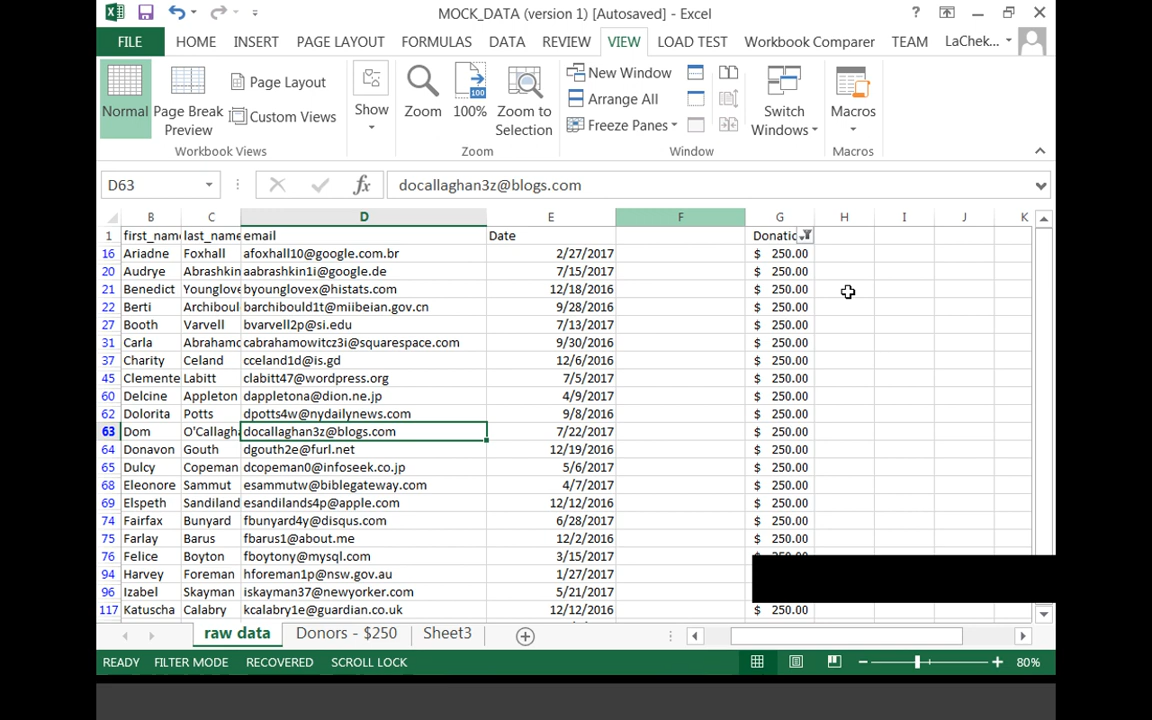 MOCK_DATA (version 1) [Autosaved] - Excel
?
FILE HOME INSERT PAGE LAYOUT FORMULAS DATA REVIEW VIEW LOAD TEST Workbook Comparer TEAM LaChek...
Normal
Page Break Preview
Page Layout
Custom Views
Workbook Views
Show
Zoom
100
100%
Zoom to Selection
Zoom
New Window
Arrange All
Freeze Panes
Window
Switch Windows
Macros
Macros
D63 fx docallaghan3z@blogs.com
B C D E F G H I J K
1 first_name last_name email Date Donatic
16 Ariadne Foxhall afoxhall10@google.com.br 2/27/2017 $ 250.00
20 Audrye Abrashkin aabrashkin1i@google.de 7/15/2017 $ 250.00
21 Benedict Younglove byounglovex@histats.com 12/18/2016 $ 250.00
22 Berti Archiboul barchibould1t@miibeian.gov.cn 9/28/2016 $ 250.00
27 Booth Varvell bvarvell2p@si.edu 7/13/2017 $ 250.00
31 Carla Abrahamo cabrahamowitcz3i@squarespace.com 9/30/2016 $ 250.00
37 Charity Celand cceland1d@is.gd 12/6/2016 $ 250.00
45 Clemente Labitt clabitt47@wordpress.org 7/5/2017 $ 250.00
60 Delcine Appleton dappletona@dion.ne.jp 4/9/2017 $ 250.00
62 Dolorita Potts dpotts4w@nydailynews.com 9/8/2016 $ 250.00
63 Dom O'Callagha docallaghan3z@blogs.com 7/22/2017 $ 250.00
64 Donavon Gouth dgouth2e@furl.net 12/19/2016 $ 250.00
65 Dulcy Copeman dcopeman0@infoseek.co.jp 5/6/2017 $ 250.00
68 Eleonore Sammut esammutw@biblegateway.com 4/7/2017 $ 250.00
69 Elspeth Sandiland esandilands4p@apple.com 12/12/2016 $ 250.00
74 Fairfax Bunyard fbunyard4y@disqus.com 6/28/2017 $ 250.00
75 Farlay Barus fbarus1@about.me 12/2/2016 $ 250.00
76 Felice Boyton fboytony@mysql.com 3/15/2017 $ 250.00
94 Harvey Foreman hforeman1p@nsw.gov.au 1/27/2017
96 Izabel Skayman iskayman37@newyorker.com 5/21/2017
117 Katuscha Calabry kcalabry1e@guardian.co.uk 12/12/2016 $ 250.00
raw data Donors - $250 Sheet3
READY FILTER MODE RECOVERED SCROLL LOCK 80%